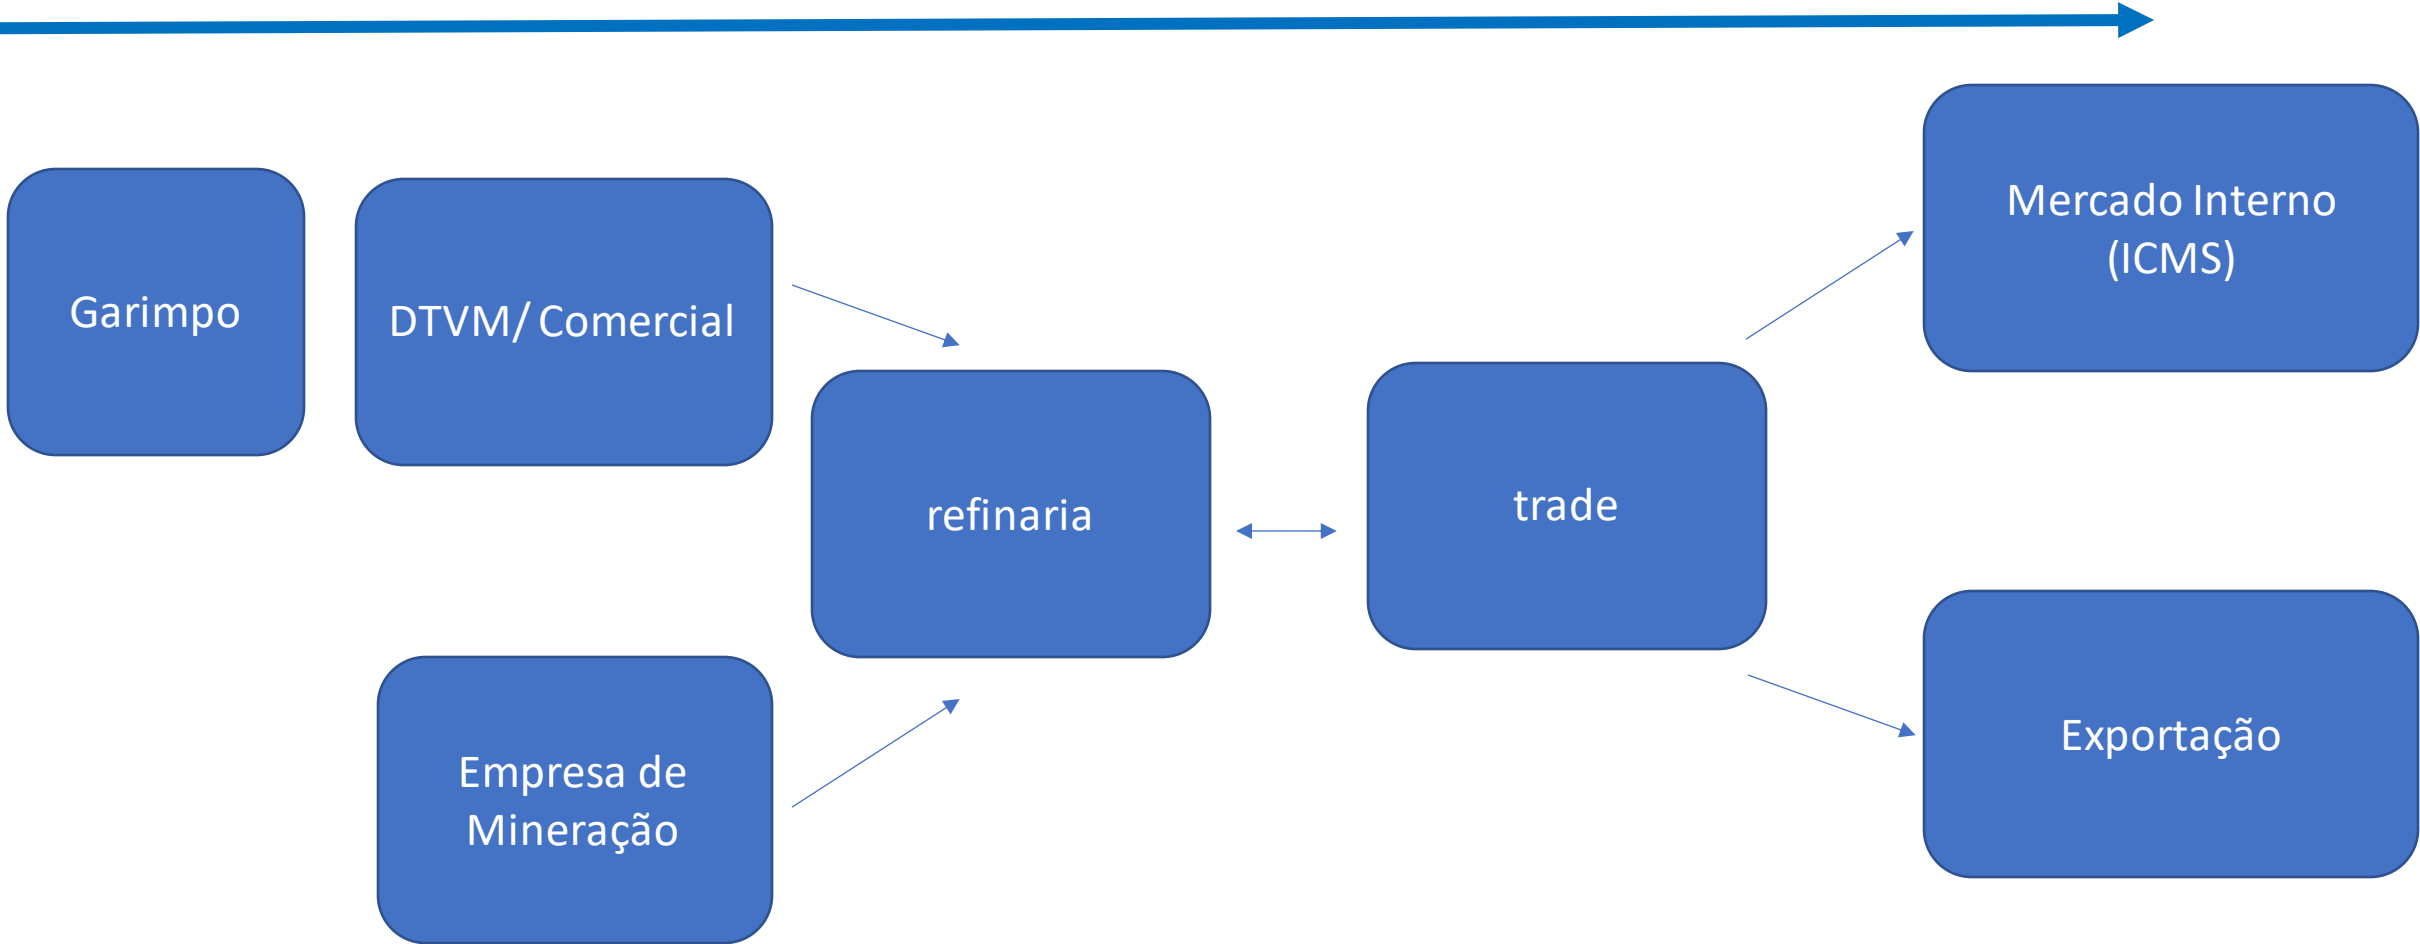 Garimpo
DTVM/ Comercial
Empresa de
Mineração
refinaria
trade
Mercado Interno
(ICMS)
Exportação